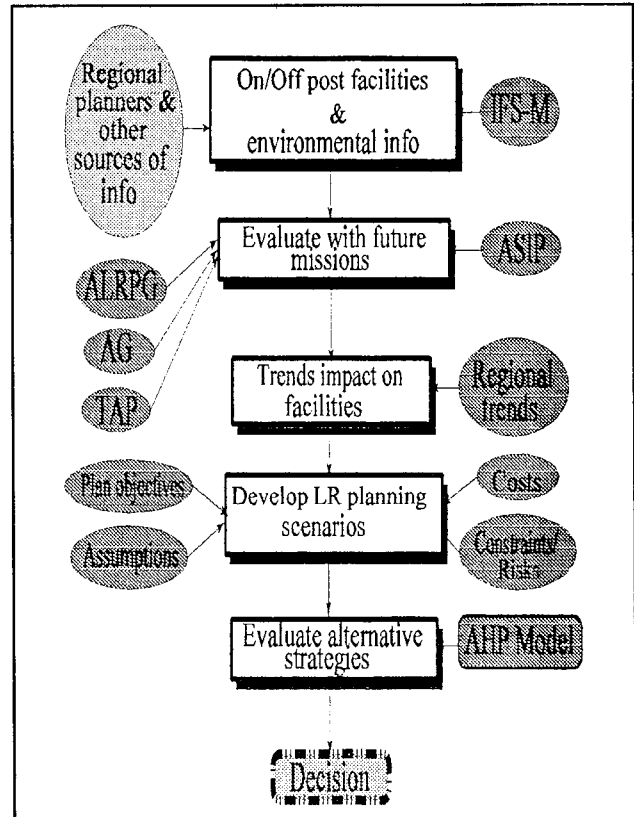 Regional
planners &
other
sources of
info
On/Off post facilities
&
environmental info
IFS-M
Evaluate with future
missions
ASIP
ALRPG
AG
TAP
Trends impact on
facilities
Regional
trends
Plan objectives
Assumptions
Develop LR planning
scenarios
Costs
Constraints/
Risks
Evaluate alternative
strategies
AHP Model
Decision